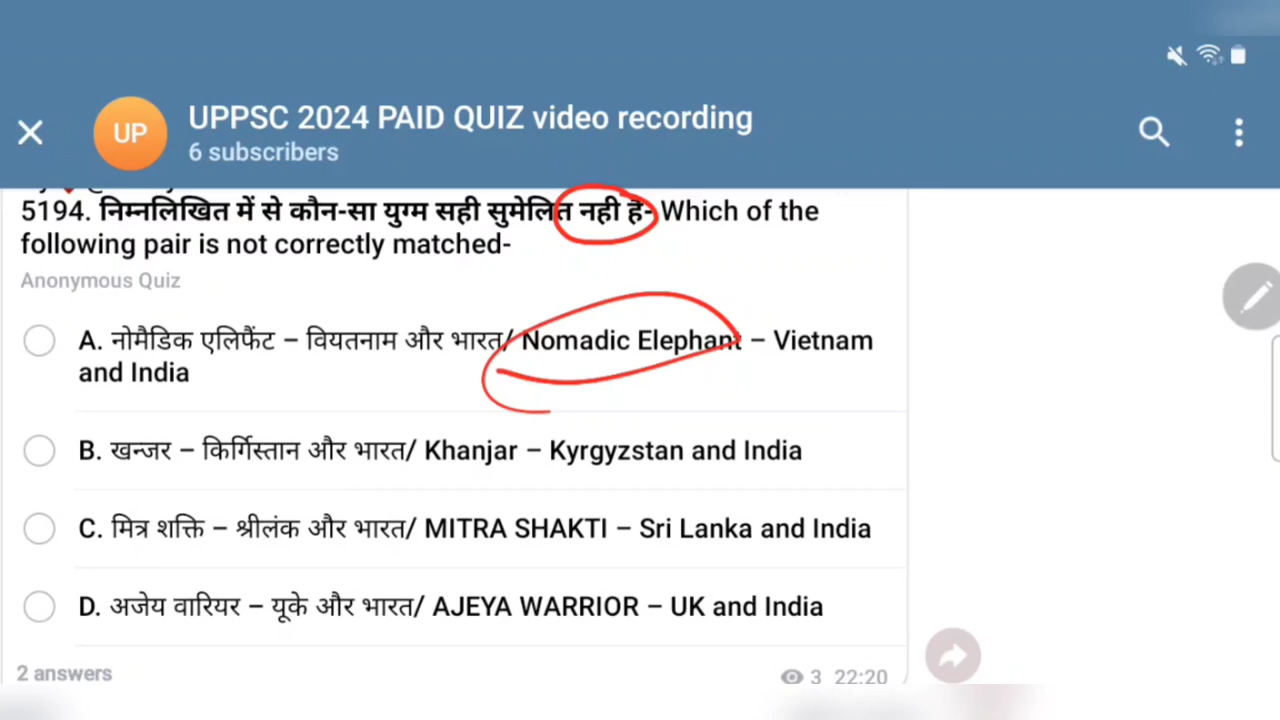 UP
UPPSC 2024 PAID QUIZ video recording
6 subscribers
5194. निम्नलिखित में से कौन-सा युग्म सही सुमेलित नही है- Which of the
following pair is not correctly matched-
Anonymous Quiz
A. नोमैडिक एलिफैंट – वियतनाम और भारत/ Nomadic Elephant – Vietnam
and India
B. खन्जर – किर्गिस्तान और भारत/ Khanjar – Kyrgyzstan and India
C. मित्र शक्ति – श्रीलंक और भारत/ MITRA SHAKTI – Sri Lanka and India
D. अजेय वारियर – यूके और भारत/ AJEYA WARRIOR – UK and India
2 answers
3 22:20